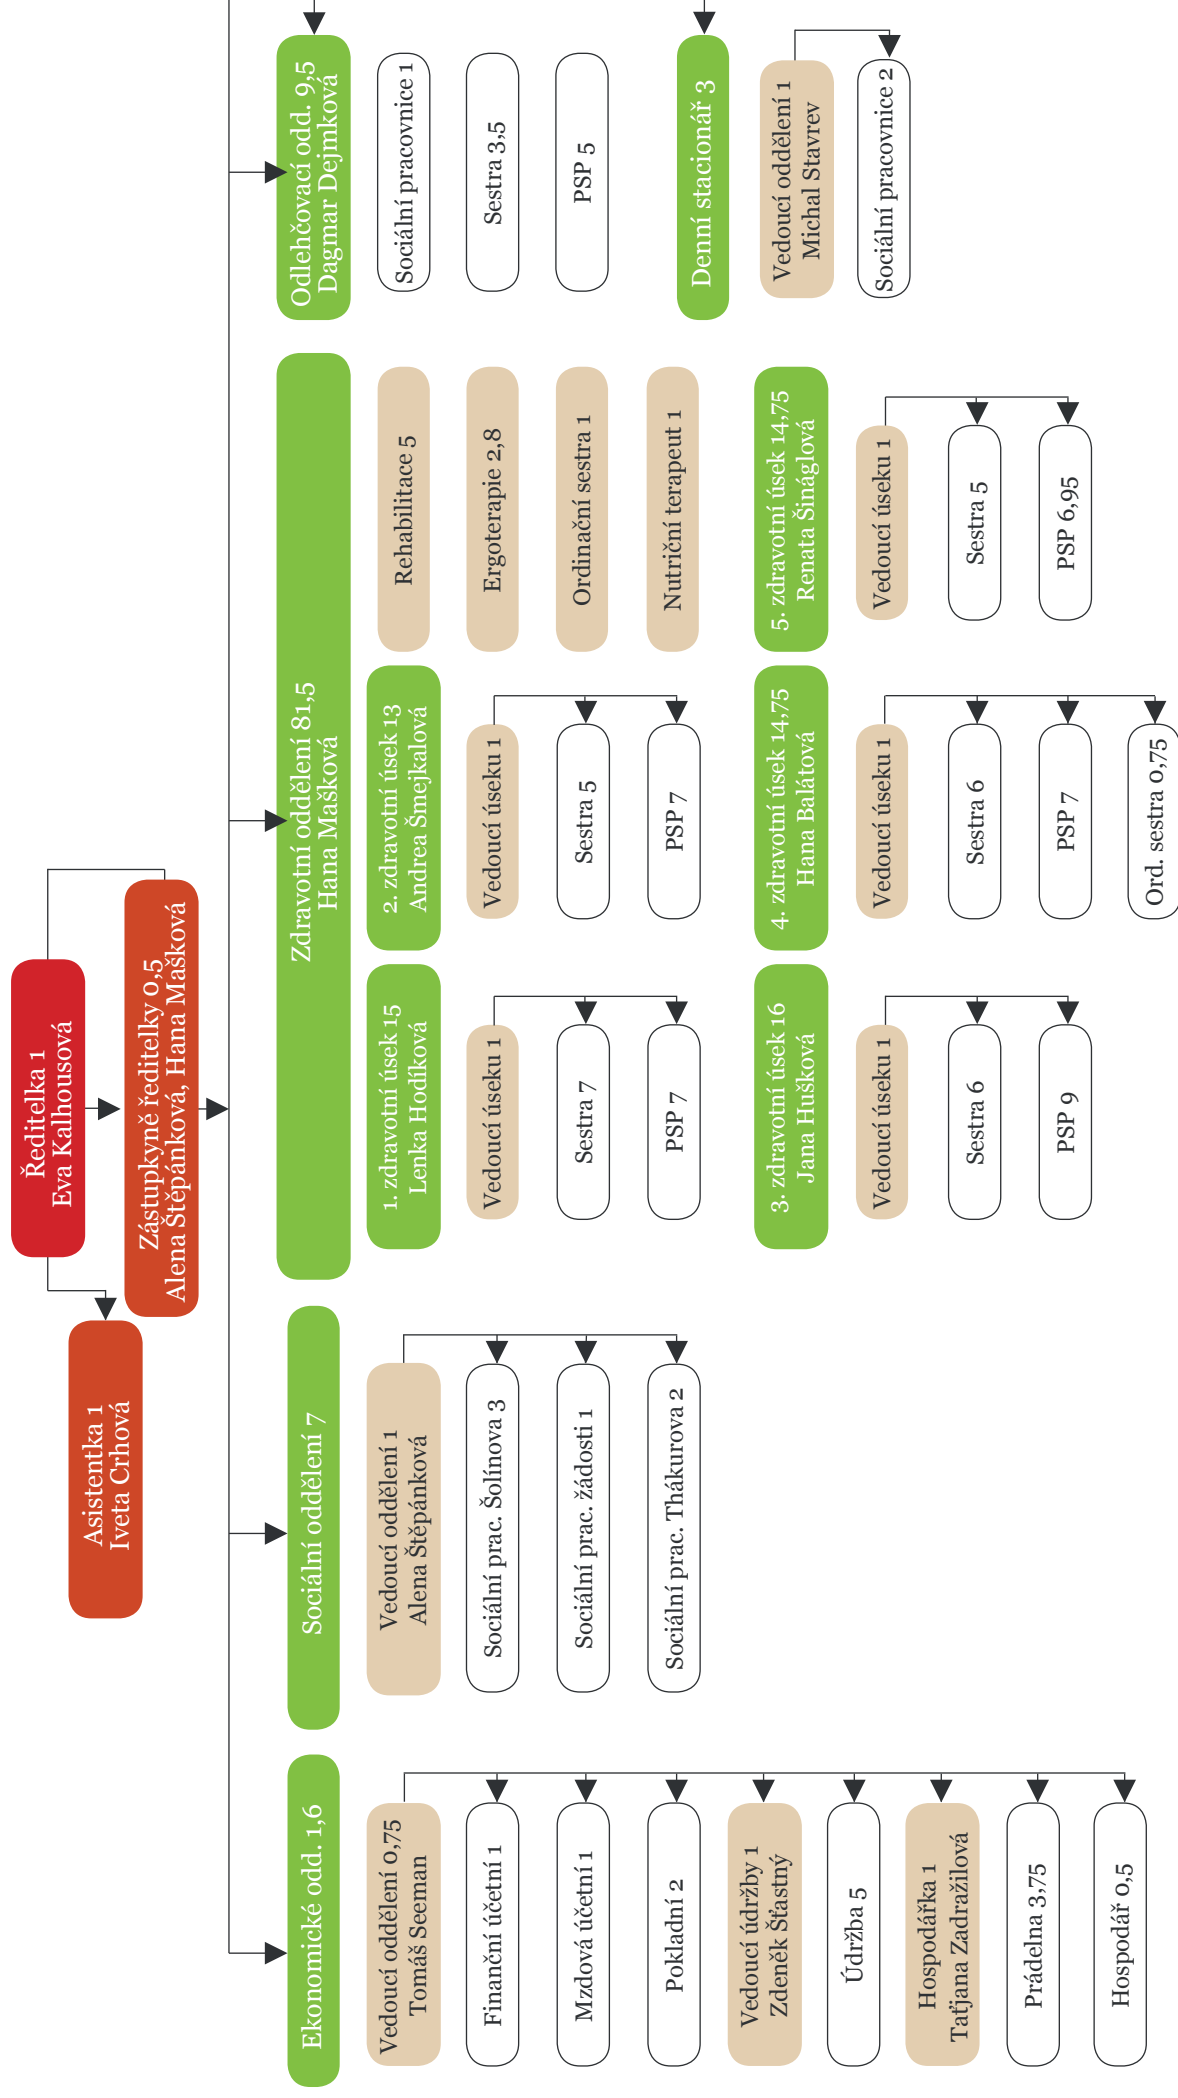 Ředitelka 1
Eva Kalhousová
Asistentka 1
Iveta Crhová
Zástupkyně ředitelky 0,5
Alena Štěpánková, Hana Mašková
Ekonomické odd. 1,6
Vedoucí oddělení 0,75
Tomáš Seeman
Finanční účetní 1
Mzdová účetní 1
Pokladní 2
Vedoucí údržby 1
Zdeněk Šťastný
Údržba 5
Hospodářka 1
Taťjana Zadražilová
Prádelna 3,75
Hospodář 0,5
Sociální oddělení 7
Vedoucí oddělení 1
Alena Štěpánková
Sociální prac. Šolínova 3
Sociální prac. žádosti 1
Sociální prac. Thákurova 2
Zdravotní oddělení 81,5
Hana Mašková
1. zdravotní úsek 15
Lenka Hodíková
Vedoucí úseku 1
Sestra 7
PSP 7
2. zdravotní úsek 13
Andrea Šmejkalová
Vedoucí úseku 1
Sestra 5
PSP 7
Rehabilitace 5
Ergoterapie 2,8
Ordinační sestra 1
Nutriční terapeut 1
3. zdravotní úsek 16
Jana Hušková
Vedoucí úseku 1
Sestra 6
PSP 9
4. zdravotní úsek 14,75
Hana Balátová
Vedoucí úseku 1
Sestra 6
PSP 7
Ord. sestra 0,75
5. zdravotní úsek 14,75
Renata Šináglová
Vedoucí úseku 1
Sestra 5
PSP 6,95
Odlehčovací odd. 9,5
Dagmar Dejmková
Sociální pracovnice 1
Sestra 3,5
PSP 5
Denní stacionář 3
Vedoucí oddělení 1
Michal Stavrev
Sociální pracovnice 2